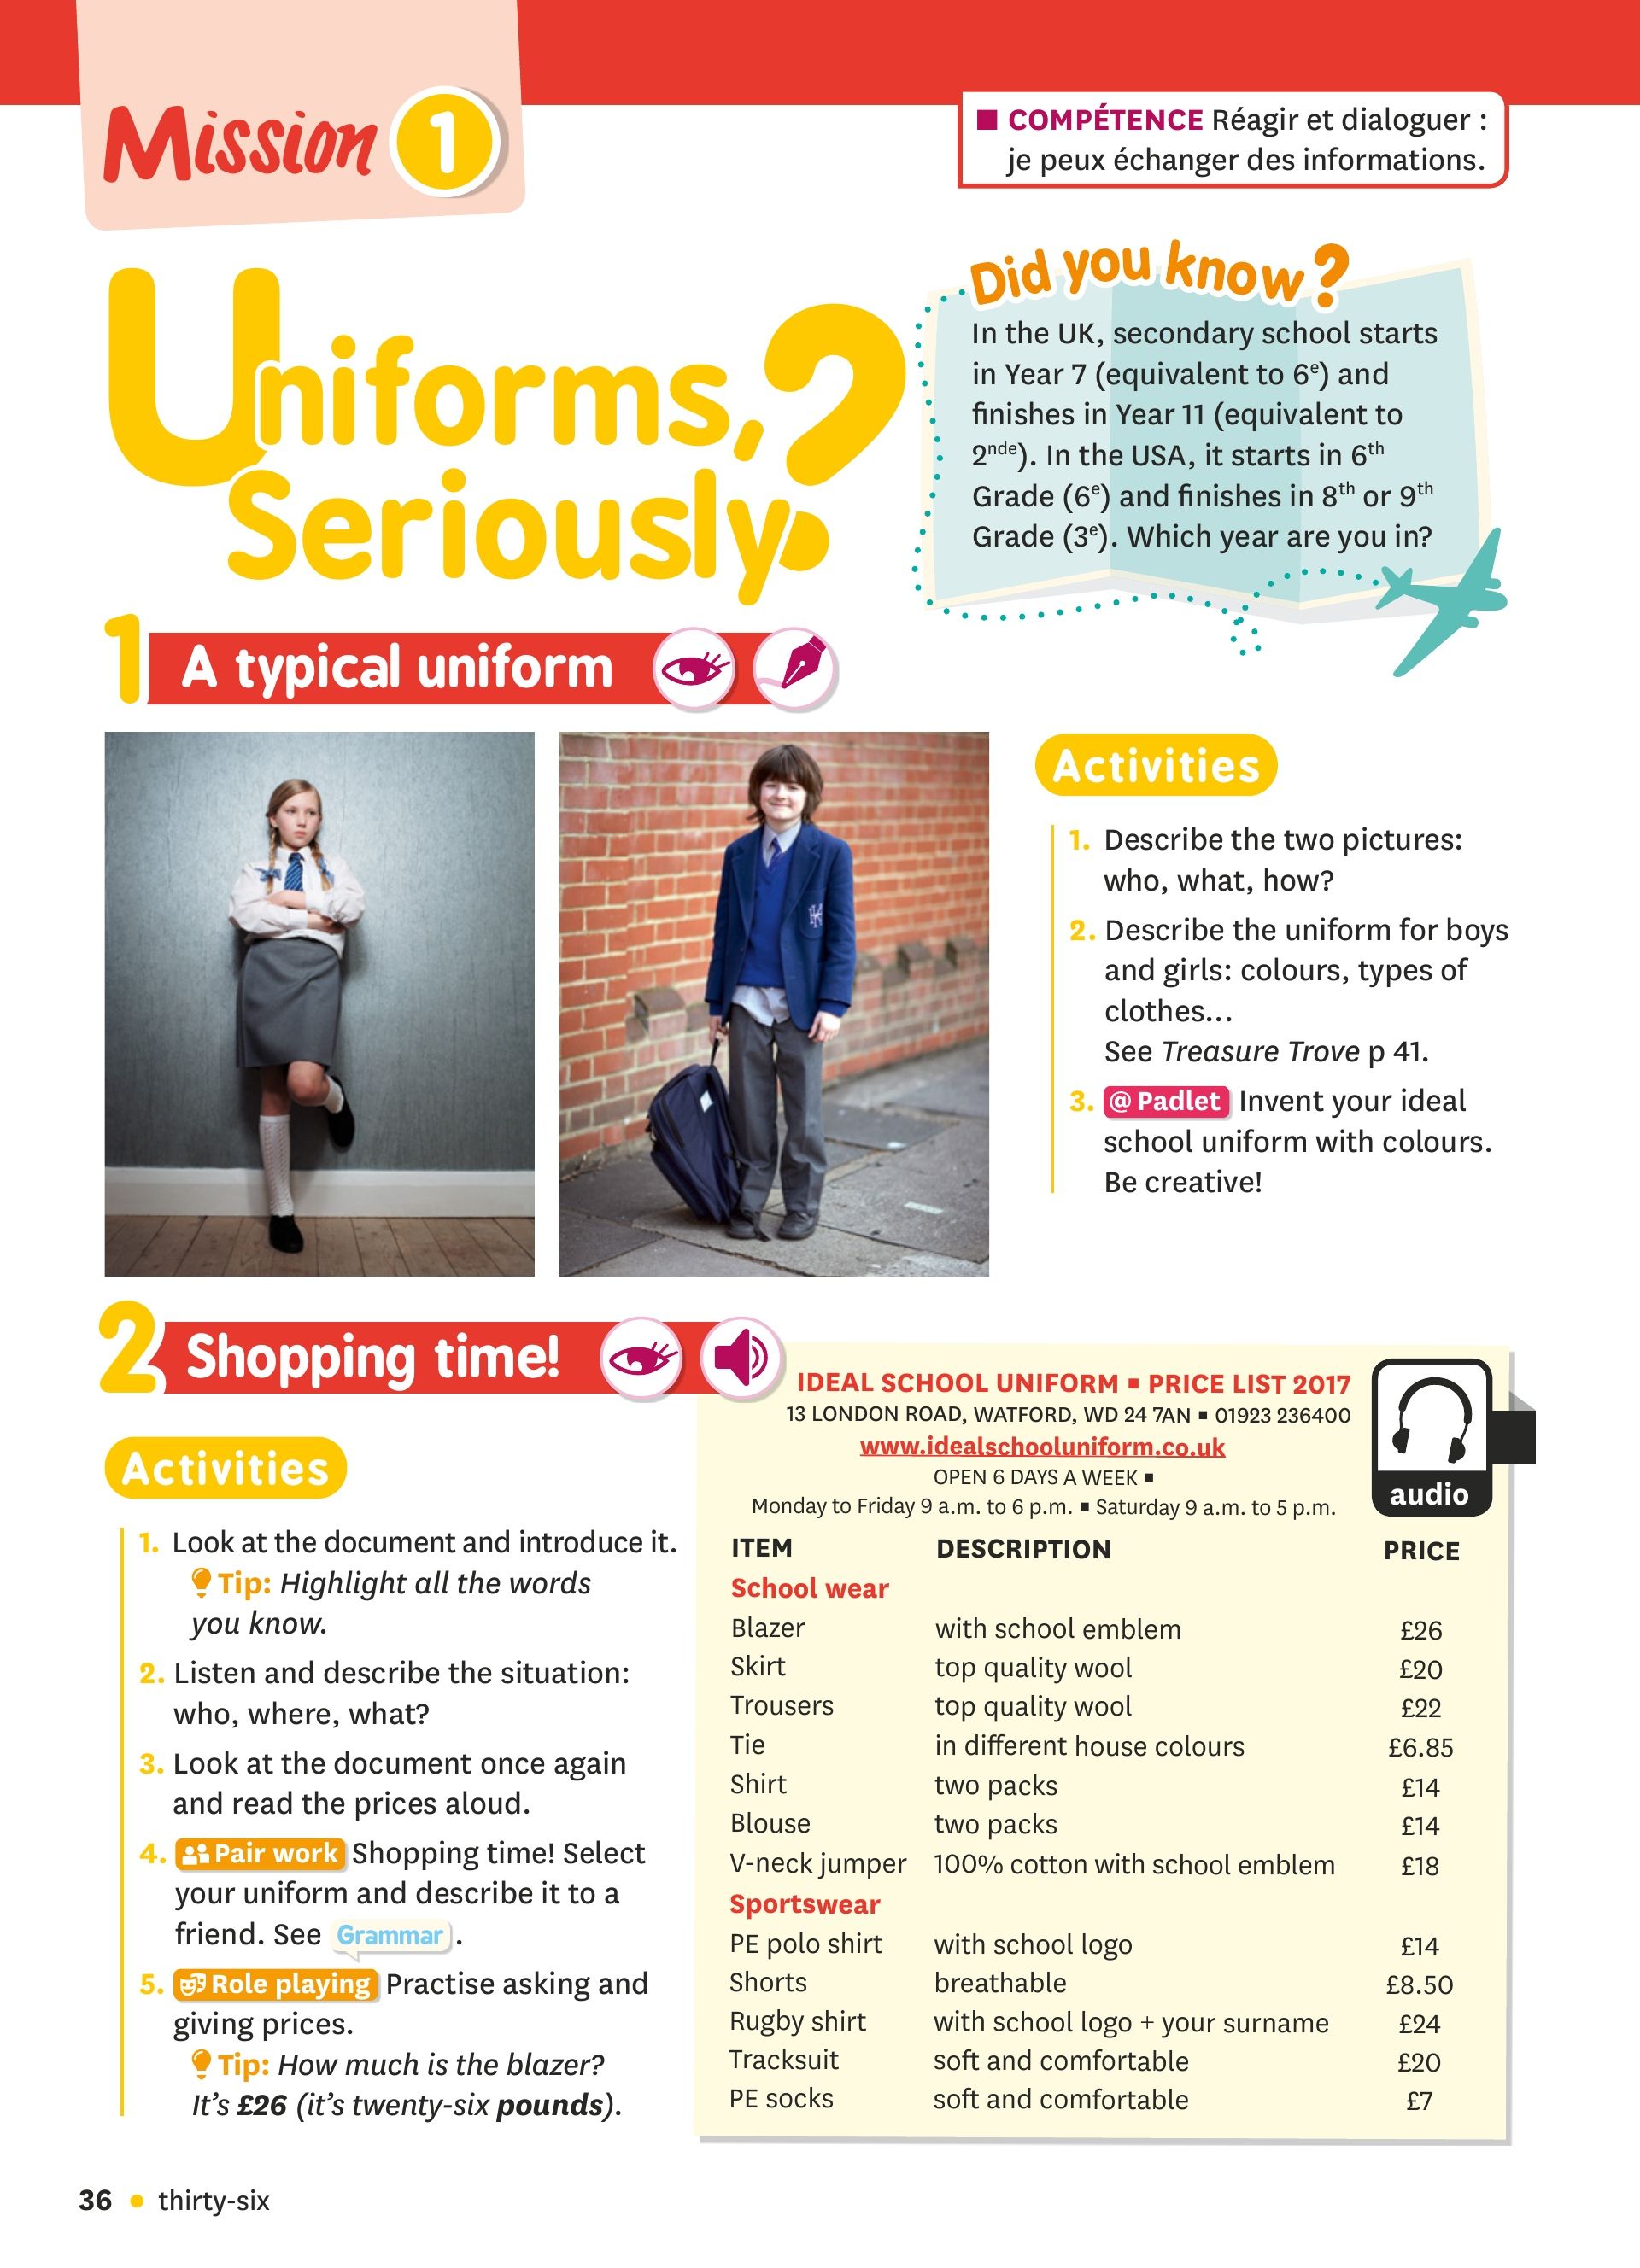 Mission 1
■ COMPÉTENCE Réagir et dialoguer :
je peux échanger des informations.
Uniforms,
Seriously?
Did you know?
In the UK, secondary school starts
in Year 7 (equivalent to 6e) and
finishes in Year 11 (equivalent to
2nde). In the USA, it starts in 6th
Grade (6e) and finishes in 8th or 9th
Grade (3e). Which year are you in?
1 A typical uniform
Activities
1. Describe the two pictures:
who, what, how?
2. Describe the uniform for boys
and girls: colours, types of
clothes...
See Treasure Trove p 41.
3. @ Padlet Invent your ideal
school uniform with colours.
Be creative!
2 Shopping time!
Activities
1. Look at the document and introduce it.
Tip: Highlight all the words
you know.
2. Listen and describe the situation:
who, where, what?
3. Look at the document once again
and read the prices aloud.
4. Pair work Shopping time! Select
your uniform and describe it to a
friend. See Grammar.
5. Role playing Practise asking and
giving prices.
Tip: How much is the blazer?
It's £26 (it's twenty-six pounds).
IDEAL SCHOOL UNIFORM ■ PRICE LIST 2017
13 LONDON ROAD, WATFORD, WD 24 7AN ■ 01923 236400
www.idealschooluniform.co.uk
OPEN 6 DAYS A WEEK ■
Monday to Friday 9 a.m. to 6 p.m. ■ Saturday 9 a.m. to 5 p.m.
audio
ITEM DESCRIPTION PRICE
School wear
Blazer with school emblem £26
Skirt top quality wool £20
Trousers top quality wool £22
Tie in different house colours £6.85
Shirt two packs £14
Blouse two packs £14
V-neck jumper 100% cotton with school emblem £18
Sportswear
PE polo shirt with school logo £14
Shorts breathable £8.50
Rugby shirt with school logo + your surname £24
Tracksuit soft and comfortable £20
PE socks soft and comfortable £7
36 • thirty-six